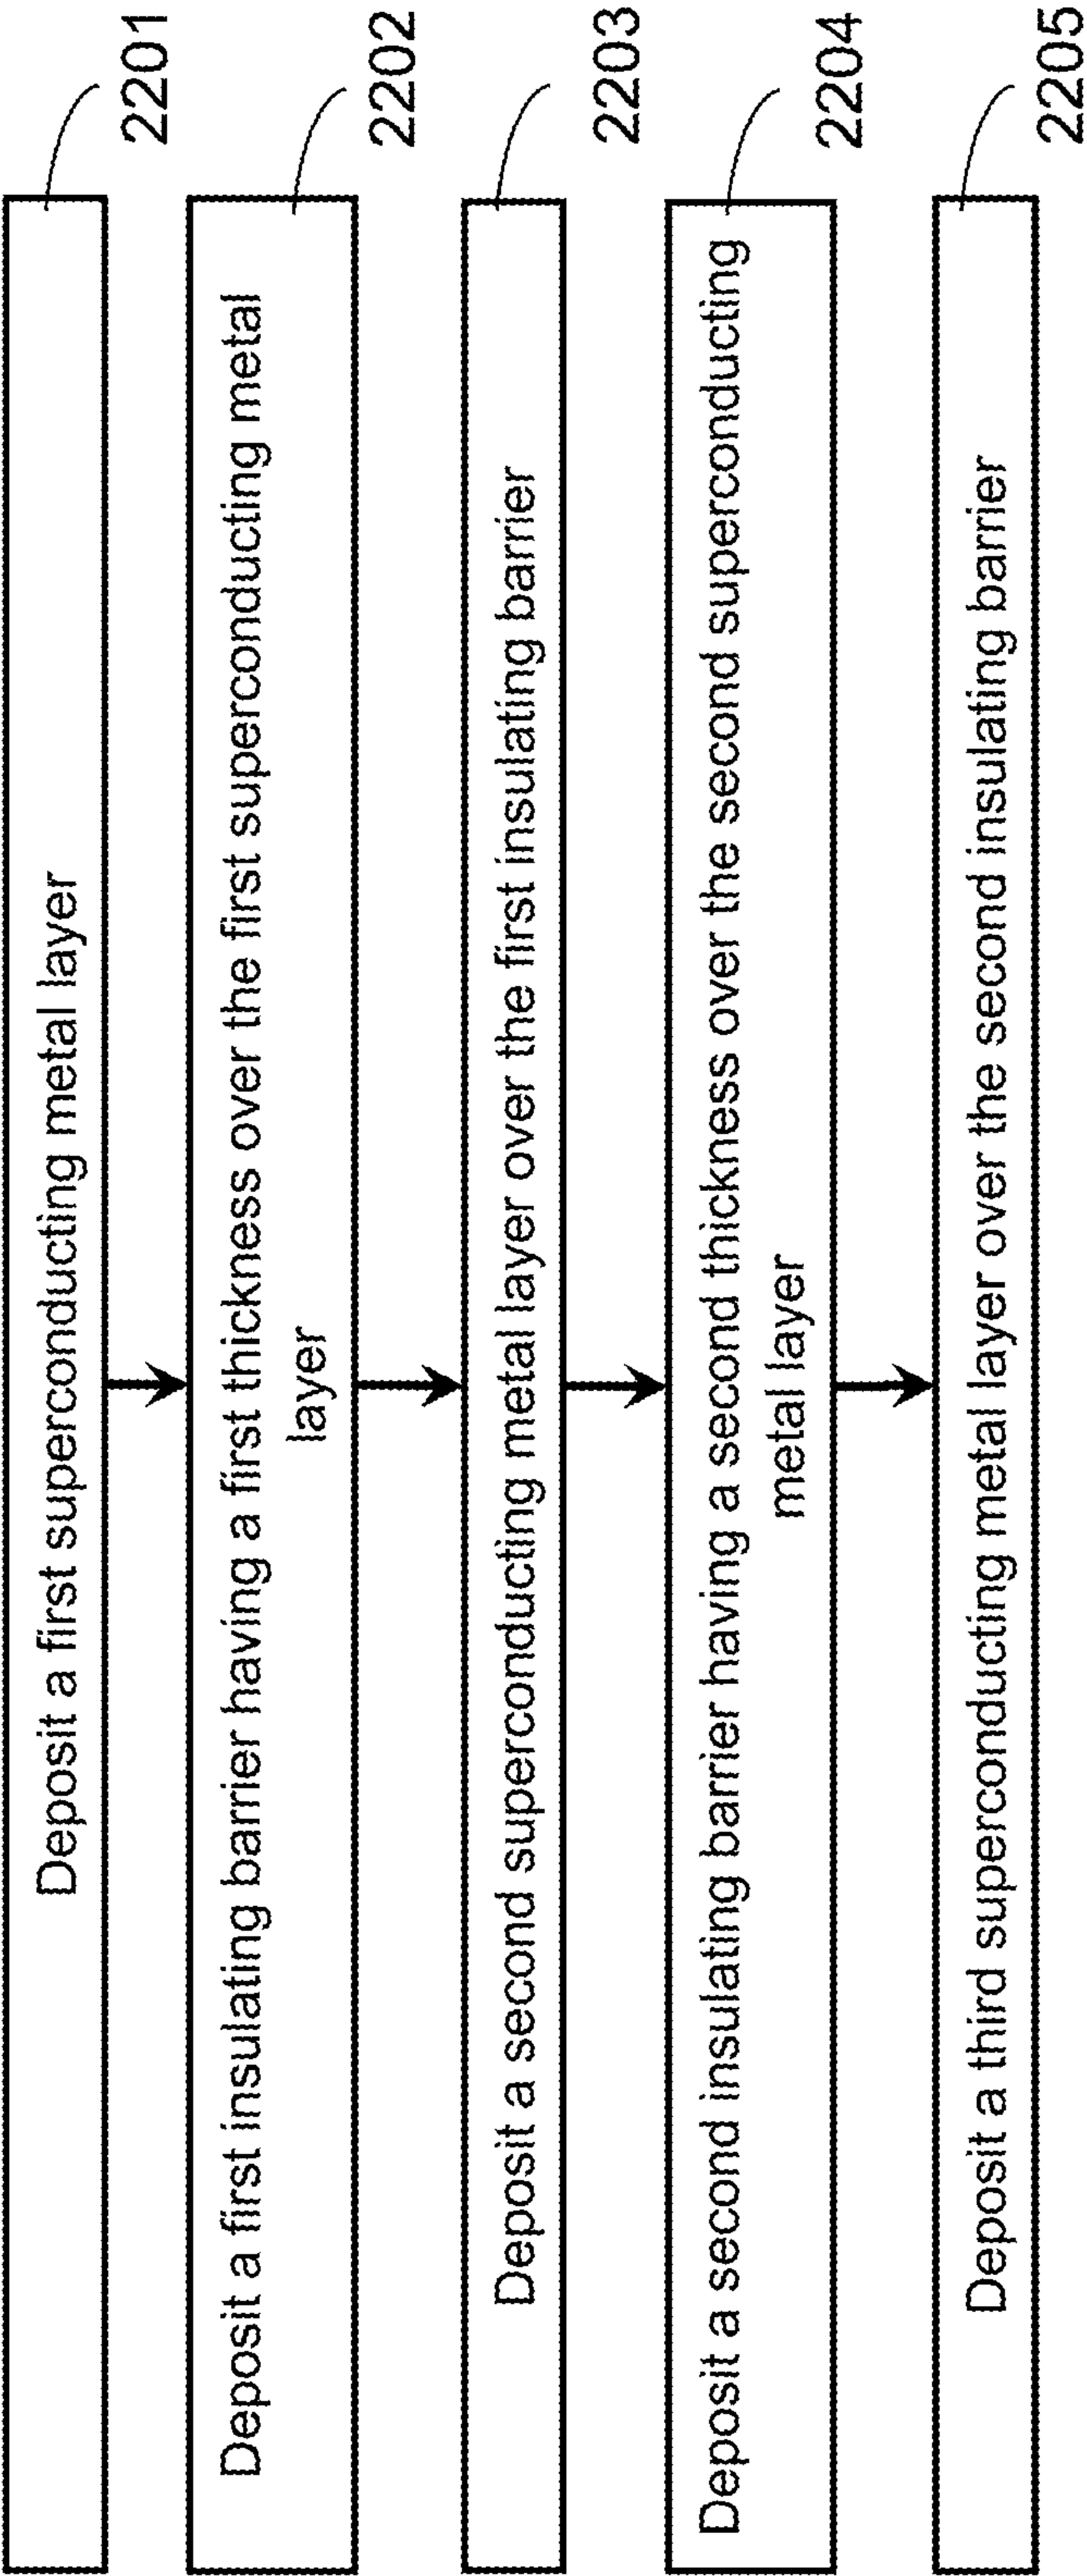 Deposit a first superconducting metal layer
2201
Deposit a first insulating barrier having a first thickness over the first superconducting metal
layer
2202
Deposit a second superconducting metal layer over the first insulating barrier
2203
Deposit a second insulating barrier having a second thickness over the second superconducting
metal layer
2204
Deposit a third superconducting metal layer over the second insulating barrier
2205